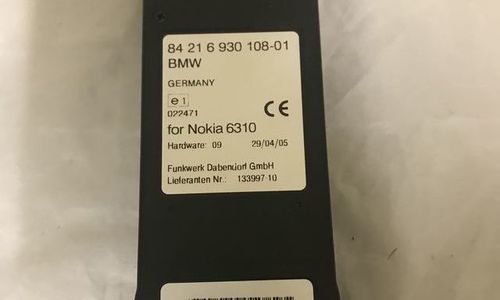 84 21 6 930 108-01
BMW
GERMANY
e1
022471
CE
for Nokia 6310
Hardware: 09 29/04/05
Funkwerk Dabendorf GmbH
Lieferanten Nr.: 133997-10